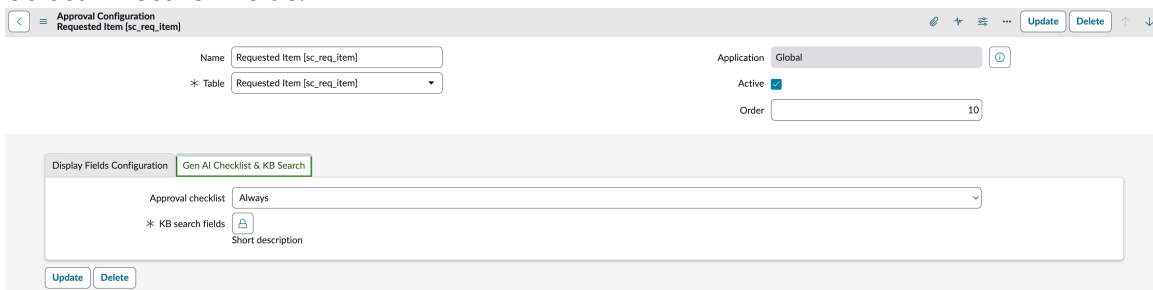 Approval Configuration
Requested Item [sc_req_item]
Update Delete
Name Requested Item [sc_req_item]
Application Global
* Table Requested Item [sc_req_item]
Active
Order 10
Display Fields Configuration Gen AI Checklist & KB Search
Approval checklist Always
* KB search fields
Short description
Update Delete